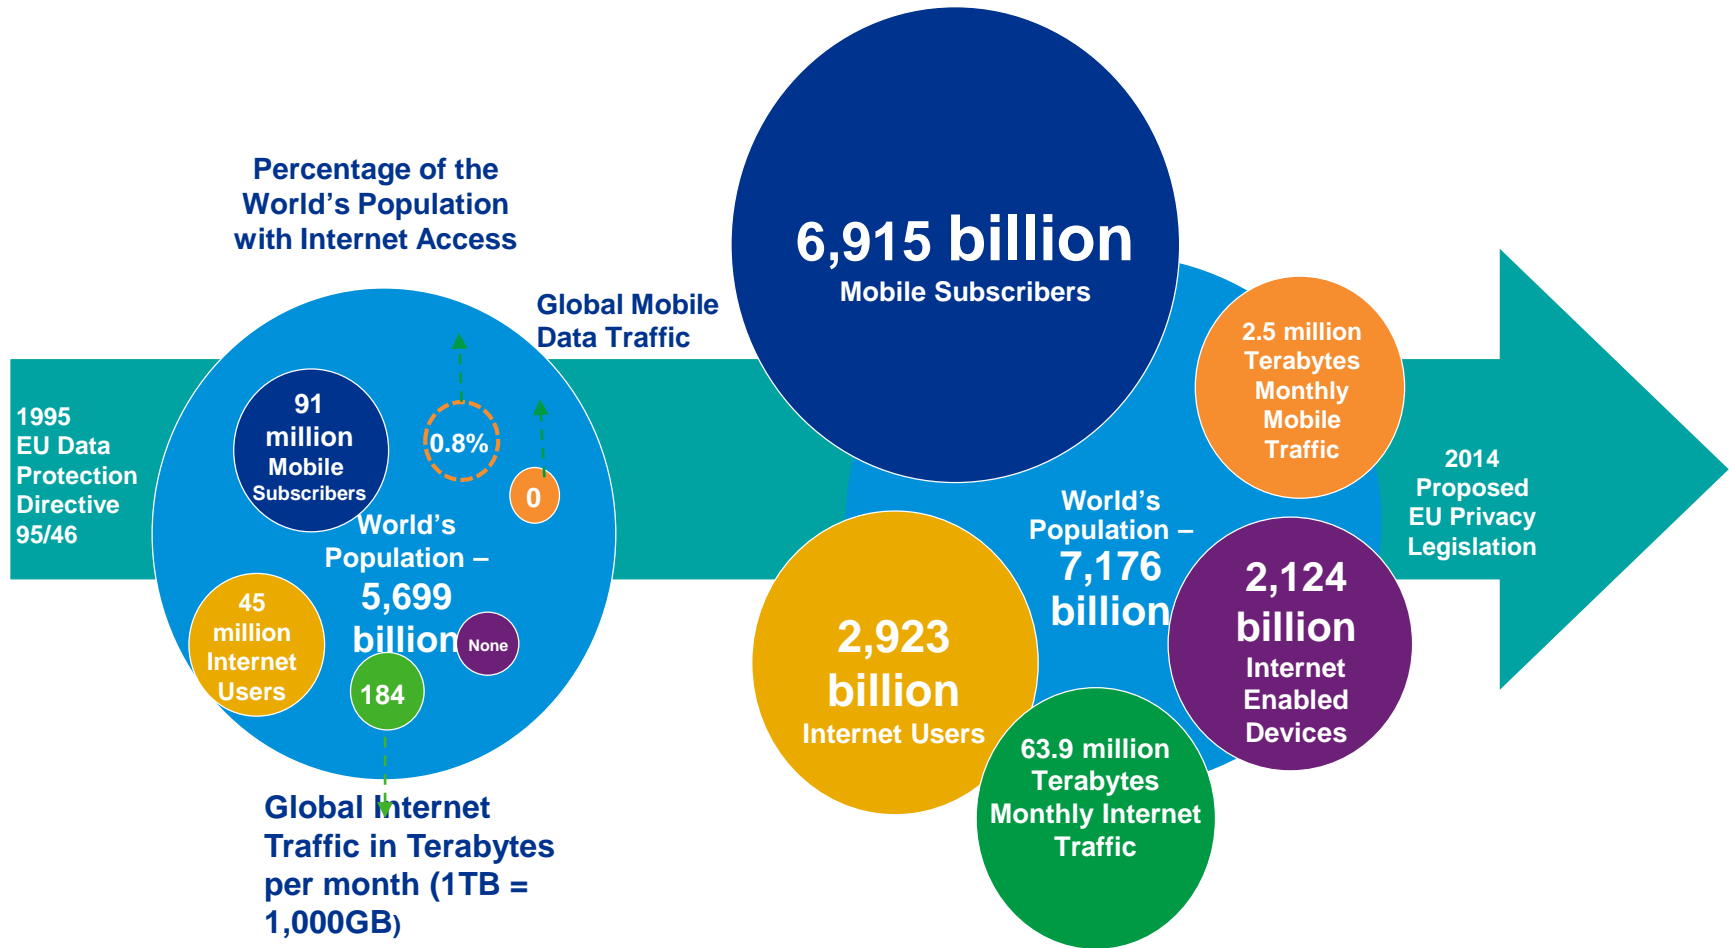 Percentage of the
World’s Population
with Internet Access
Global Mobile
Data Traffic
1995
EU Data
Protection
Directive
95/46
91
million
Mobile
Subscribers
0.8%
0
World’s
Population –
5,699
billion
45
million
Internet
Users
None
184
Global Internet
Traffic in Terabytes
per month (1TB =
1,000GB)
6,915 billion
Mobile Subscribers
2.5 million
Terabytes
Monthly
Mobile
Traffic
World’s
Population –
7,176
billion
2,923
billion
Internet Users
2,124
billion
Internet
Enabled
Devices
63.9 million
Terabytes
Monthly Internet
Traffic
2014
Proposed
EU Privacy
Legislation